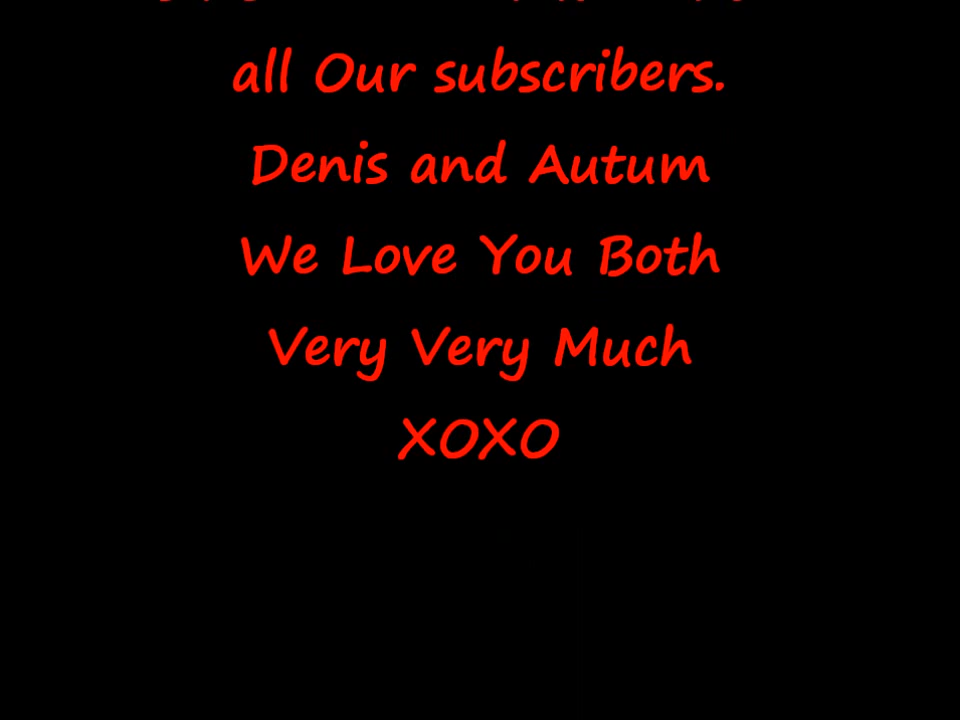 all Our subscribers.
Denis and Autum
We Love You Both
Very Very Much
XOXO